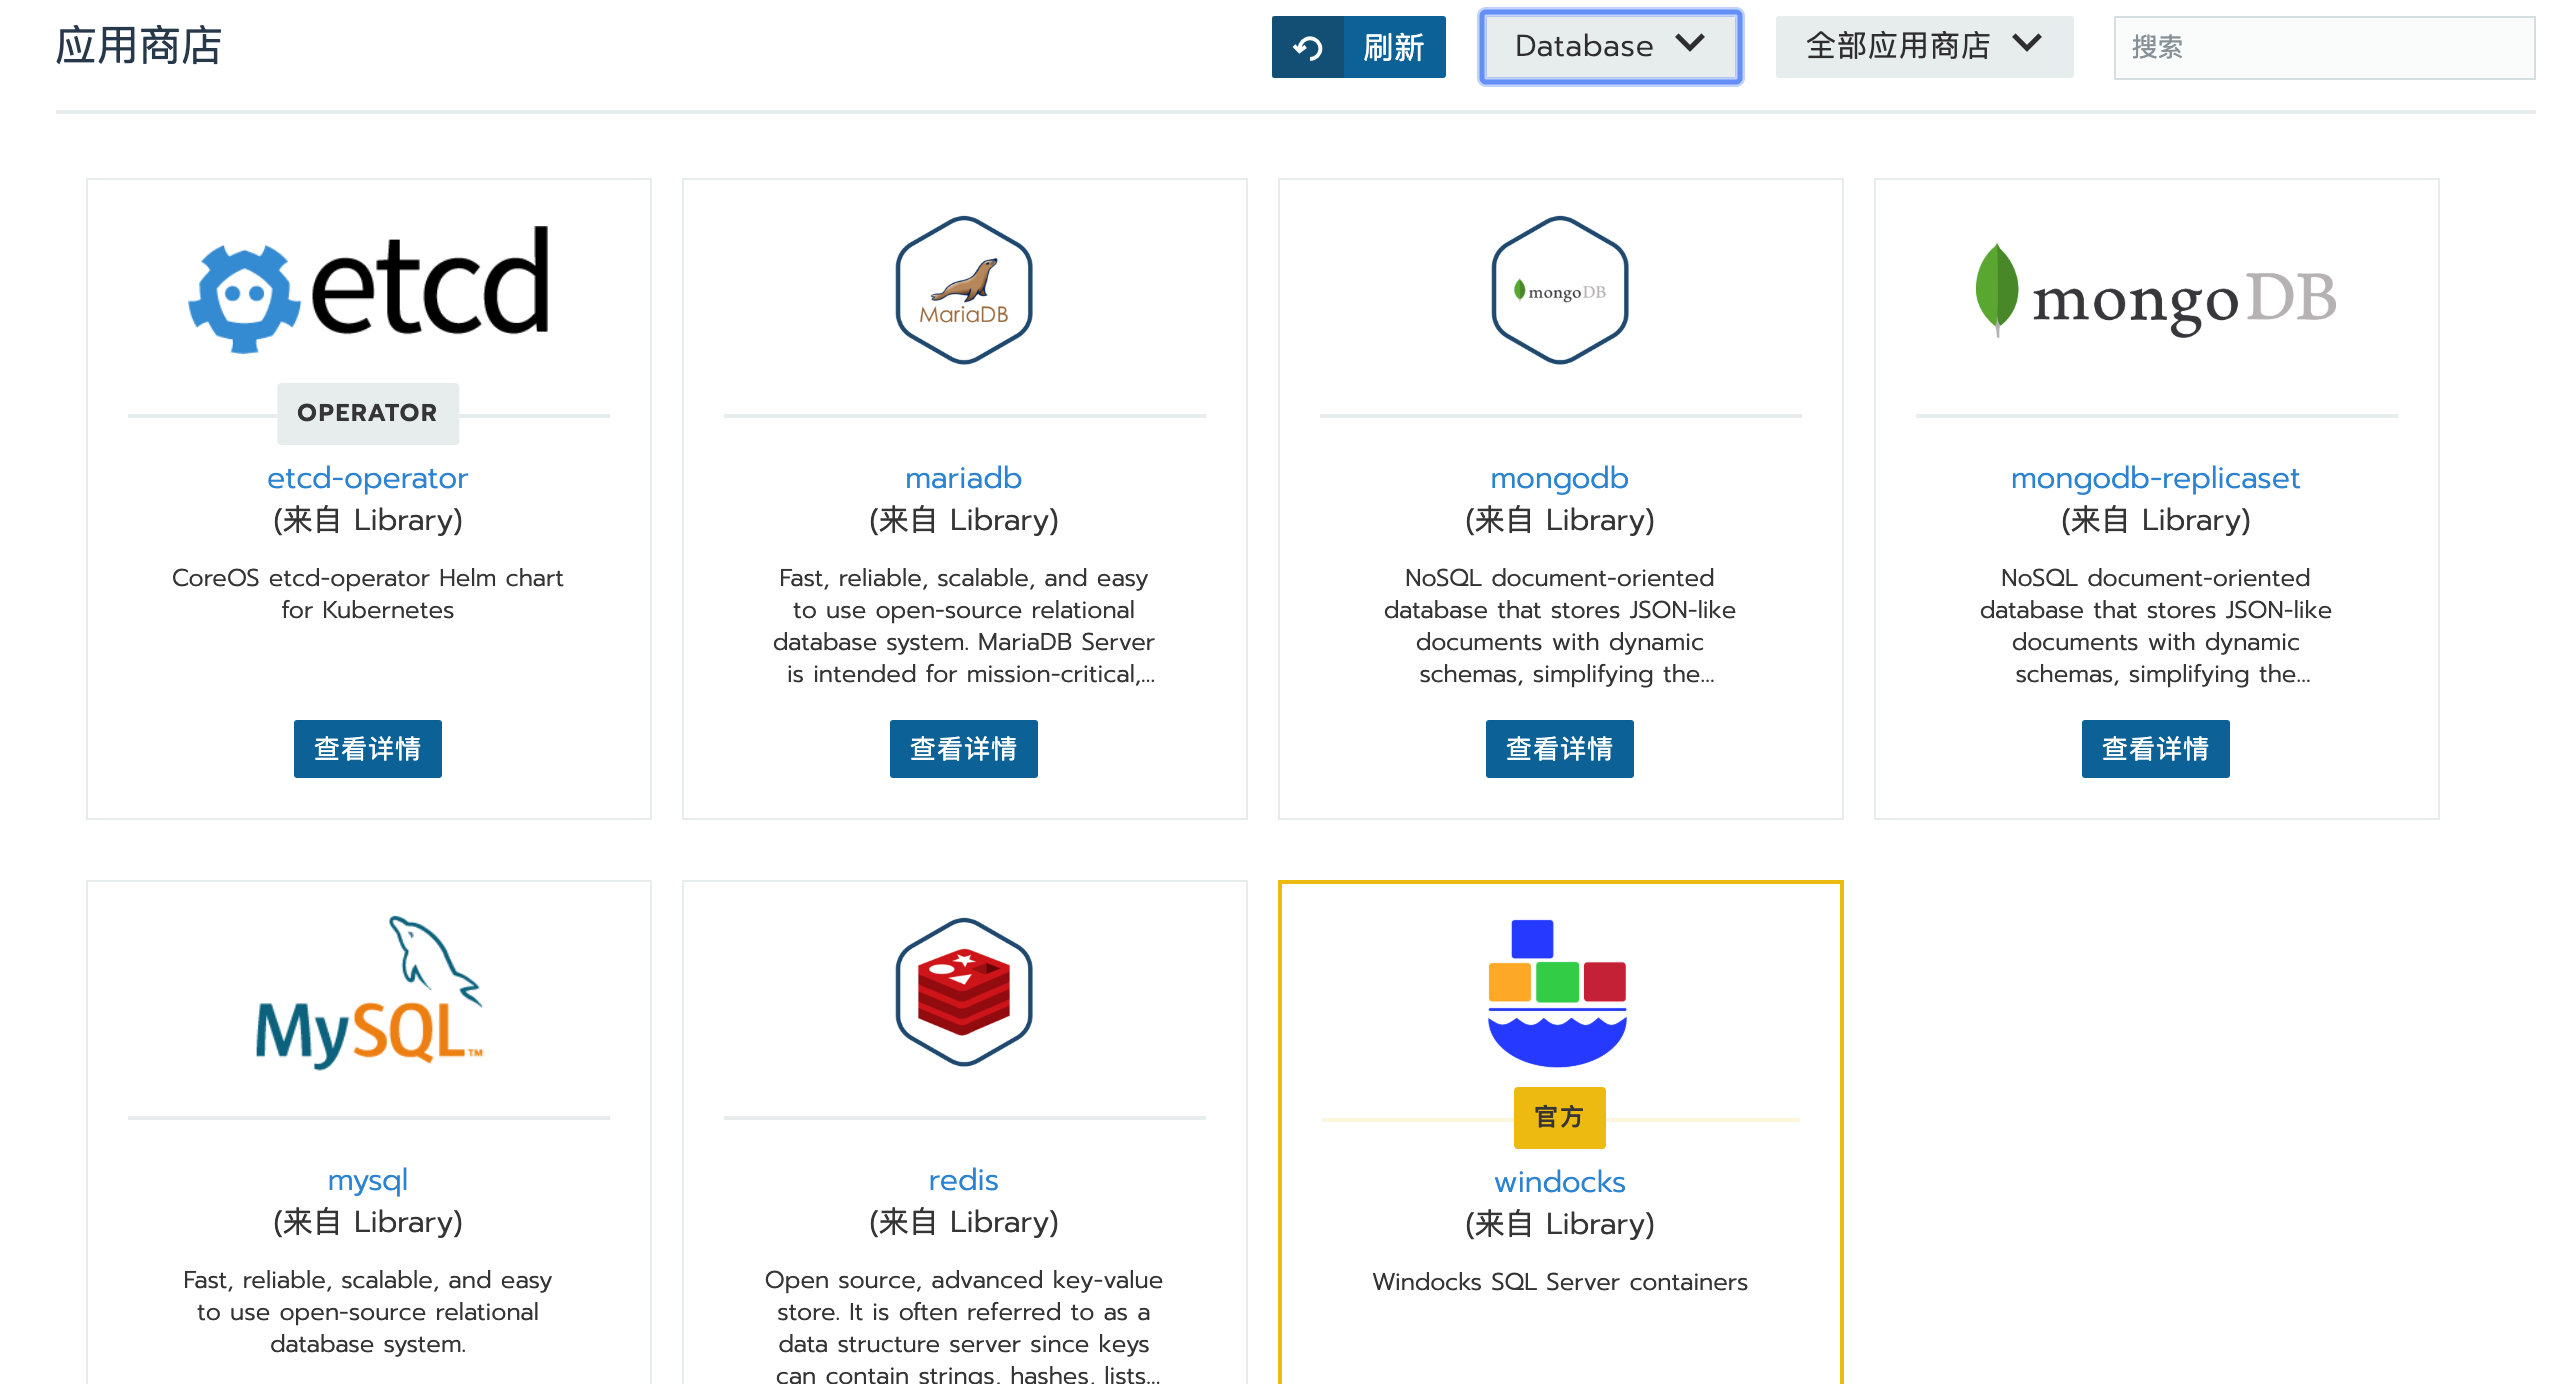 应用商店
刷新
Database
全部应用商店
搜索
etcd
OPERATOR
etcd-operator
(来自 Library)
CoreOS etcd-operator Helm chart
for Kubernetes
查看详情
MariaDB
mariadb
(来自 Library)
Fast, reliable, scalable, and easy
to use open-source relational
database system. MariaDB Server
is intended for mission-critical,...
查看详情
mongoDB
mongodb
(来自 Library)
NoSQL document-oriented
database that stores JSON-like
documents with dynamic
schemas, simplifying the...
查看详情
mongoDB
mongodb-replicaset
(来自 Library)
NoSQL document-oriented
database that stores JSON-like
documents with dynamic
schemas, simplifying the...
查看详情
MySQL™
mysql
(来自 Library)
Fast, reliable, scalable, and easy
to use open-source relational
database system.
redis
(来自 Library)
Open source, advanced key-value
store. It is often referred to as a
data structure server since keys
can contain strings, hashes, lists...
官方
windocks
(来自 Library)
Windocks SQL Server containers